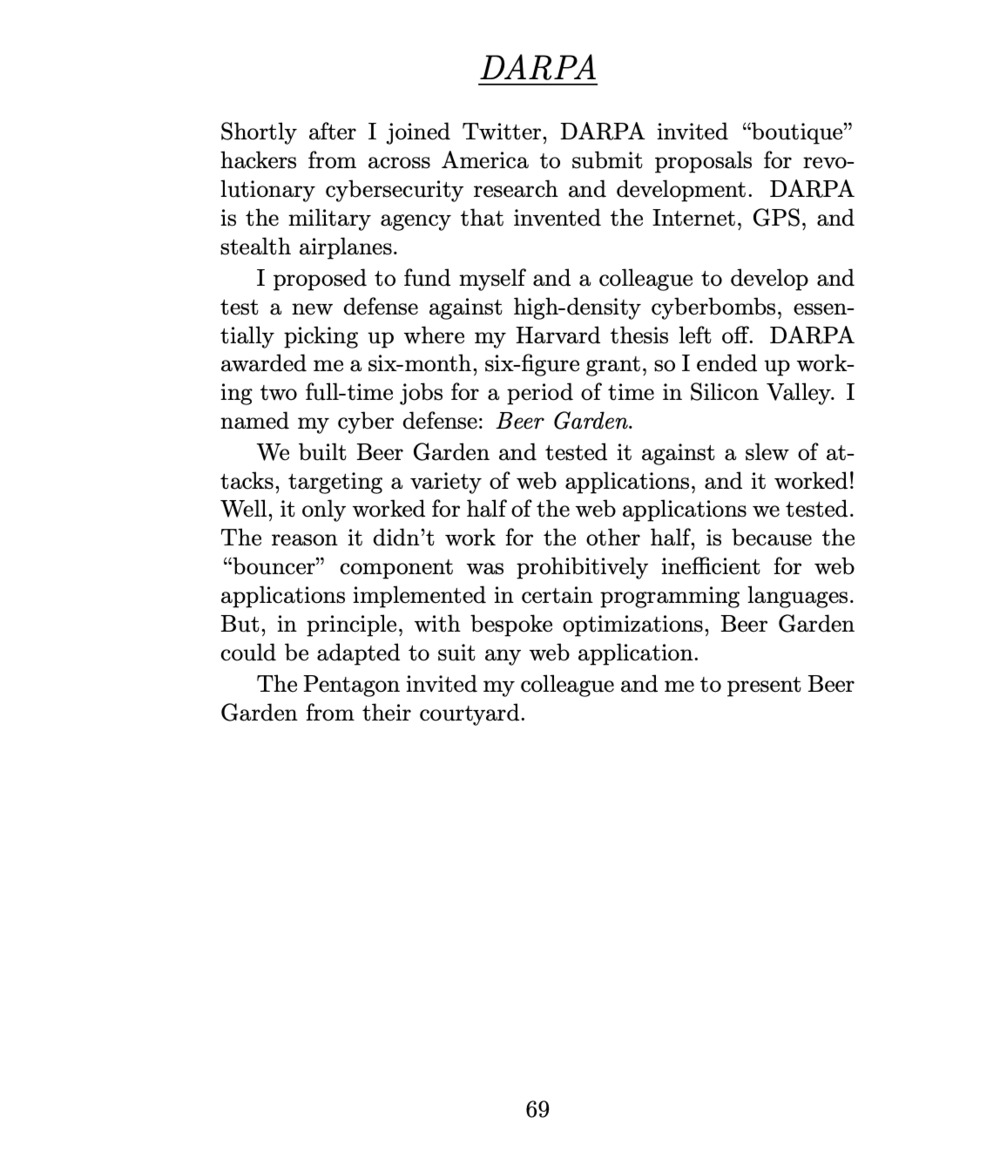 DARPA
Shortly after I joined Twitter, DARPA invited “boutique”
hackers from across America to submit proposals for revo-
lutionary cybersecurity research and development. DARPA
is the military agency that invented the Internet, GPS, and
stealth airplanes.
I proposed to fund myself and a colleague to develop and
test a new defense against high-density cyberbombs, essen-
tially picking up where my Harvard thesis left off. DARPA
awarded me a six-month, six-figure grant, so I ended up work-
ing two full-time jobs for a period of time in Silicon Valley. I
named my cyber defense: Beer Garden.
We built Beer Garden and tested it against a slew of at-
tacks, targeting a variety of web applications, and it worked!
Well, it only worked for half of the web applications we tested.
The reason it didn’t work for the other half, is because the
“bouncer” component was prohibitively inefficient for web
applications implemented in certain programming languages.
But, in principle, with bespoke optimizations, Beer Garden
could be adapted to suit any web application.
The Pentagon invited my colleague and me to present Beer
Garden from their courtyard.
69